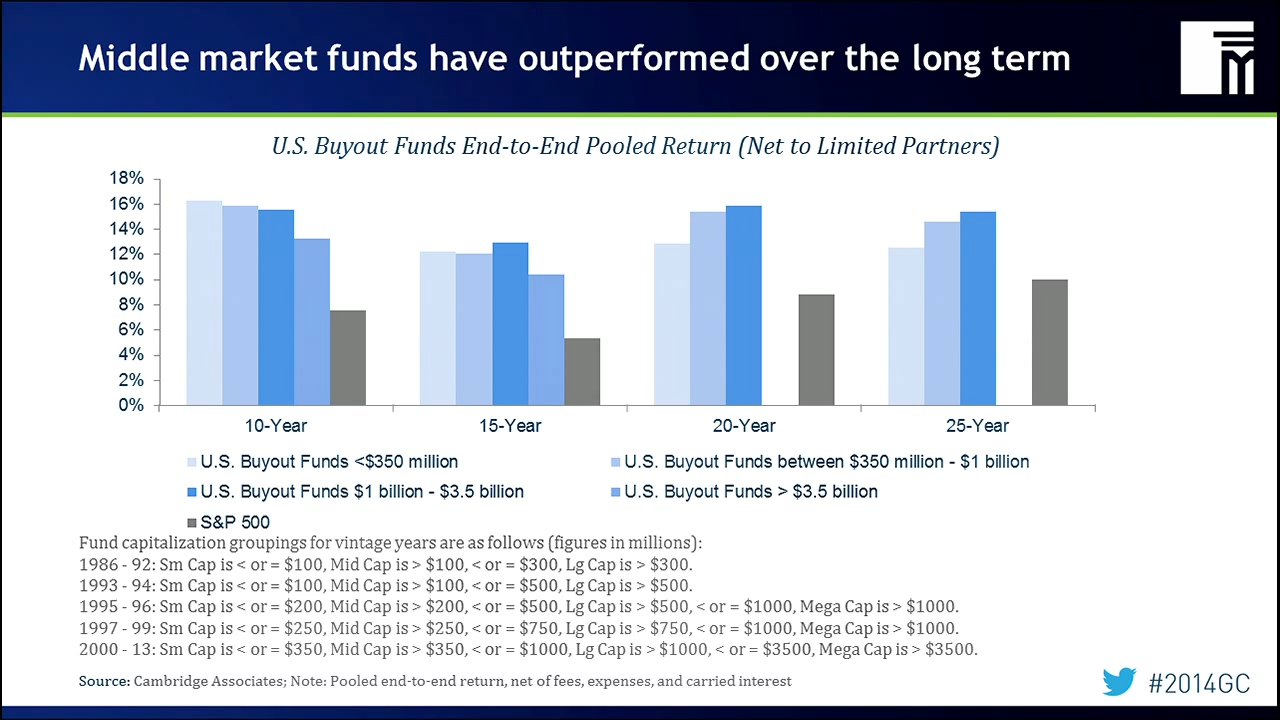 Middle market funds have outperformed over the long term
U.S. Buyout Funds End-to-End Pooled Return (Net to Limited Partners)
18%
16%
14%
12%
10%
8%
6%
4%
2%
0%
10-Year 15-Year 20-Year 25-Year
U.S. Buyout Funds <$350 million U.S. Buyout Funds between $350 million - $1 billion
U.S. Buyout Funds $1 billion - $3.5 billion U.S. Buyout Funds > $3.5 billion
S&P 500
Fund capitalization groupings for vintage years are as follows (figures in millions):
1986 - 92: Sm Cap is < or = $100, Mid Cap is > $100, < or = $300, Lg Cap is > $300.
1993 - 94: Sm Cap is < or = $100, Mid Cap is > $100, < or = $500, Lg Cap is > $500.
1995 - 96: Sm Cap is < or = $200, Mid Cap is > $200, < or = $500, Lg Cap is > $500, < or = $1000, Mega Cap is > $1000.
1997 - 99: Sm Cap is < or = $250, Mid Cap is > $250, < or = $750, Lg Cap is > $750, < or = $1000, Mega Cap is > $1000.
2000 - 13: Sm Cap is < or = $350, Mid Cap is > $350, < or = $1000, Lg Cap is > $1000, < or = $3500, Mega Cap is > $3500.
Source: Cambridge Associates; Note: Pooled end-to-end return, net of fees, expenses, and carried interest
#2014GC